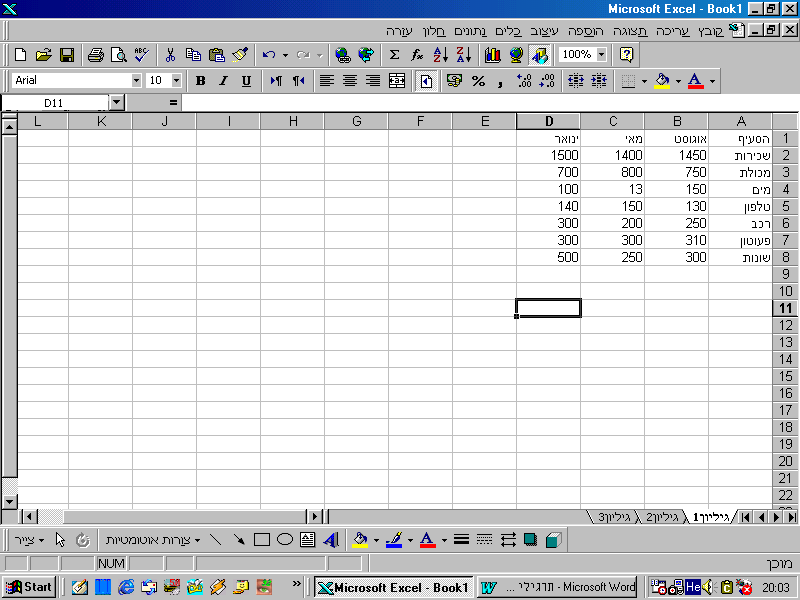 Microsoft Excel - Book1
קובץ עריכה תצוגה הוספה עיצוב כלים נתונים חלון עזרה
100%
Arial 10 B I U
D11 =
A B C D E F G H I J K L
1 הסעיף אוגוסט מאי ינואר
2 שכירות 1450 1400 1500
3 מכולת 750 800 700
4 מים 150 13 100
5 טלפון 130 150 140
6 רכב 250 200 300
7 פעוטון 310 300 300
8 שונות 300 250 500
9
10
11
12
13
14
15
16
17
18
19
20
21
22
גיליון1 גיליון2 גיליון3
צייר צורות אוטומטיות
מוכן NUM
Start Microsoft Excel - Book1 תרגילי ... - Microsoft Word He 20:03